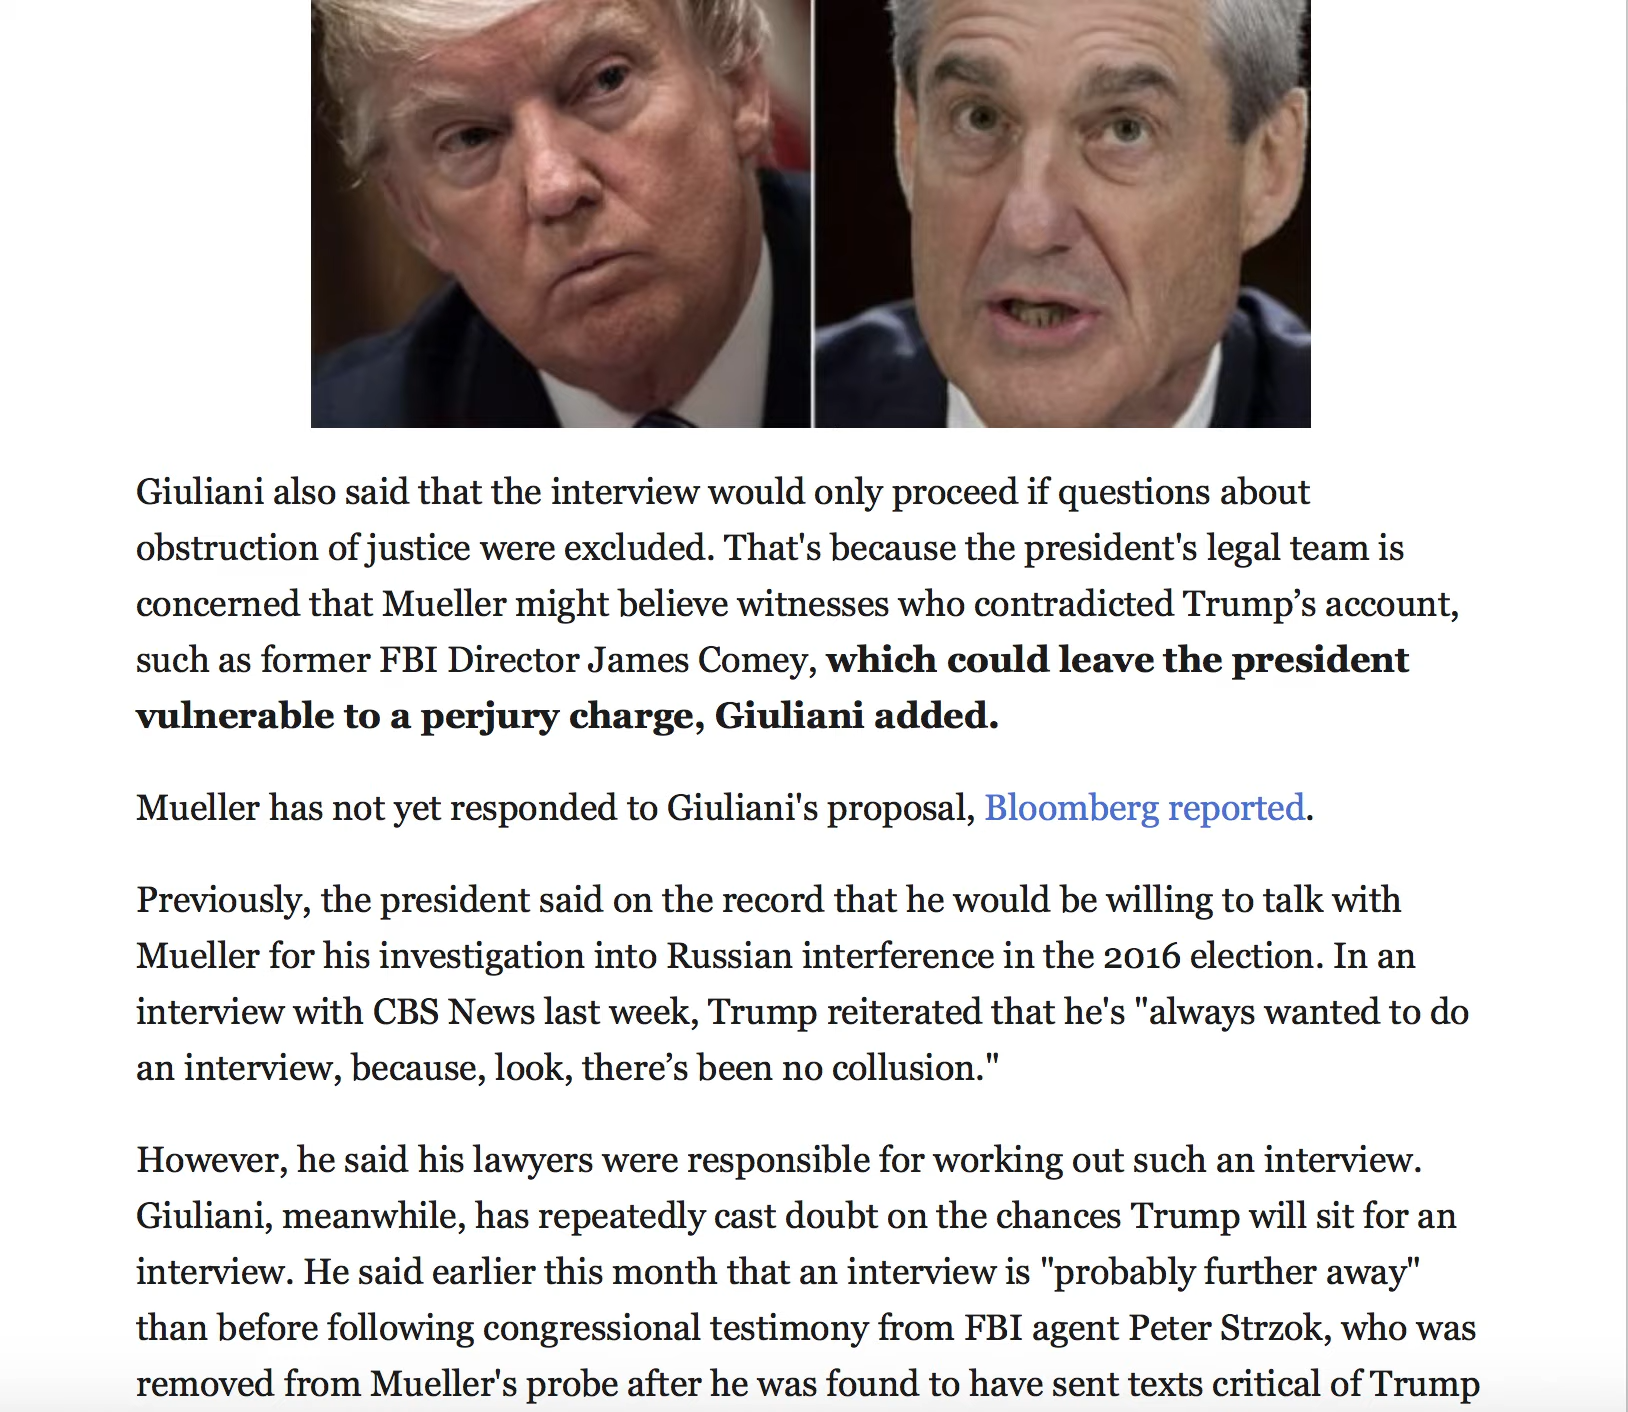 Giuliani also said that the interview would only proceed if questions about
obstruction of justice were excluded. That's because the president's legal team is
concerned that Mueller might believe witnesses who contradicted Trump’s account,
such as former FBI Director James Comey, which could leave the president
vulnerable to a perjury charge, Giuliani added.
Mueller has not yet responded to Giuliani's proposal, Bloomberg reported.
Previously, the president said on the record that he would be willing to talk with
Mueller for his investigation into Russian interference in the 2016 election. In an
interview with CBS News last week, Trump reiterated that he's "always wanted to do
an interview, because, look, there’s been no collusion."
However, he said his lawyers were responsible for working out such an interview.
Giuliani, meanwhile, has repeatedly cast doubt on the chances Trump will sit for an
interview. He said earlier this month that an interview is "probably further away"
than before following congressional testimony from FBI agent Peter Strzok, who was
removed from Mueller's probe after he was found to have sent texts critical of Trump